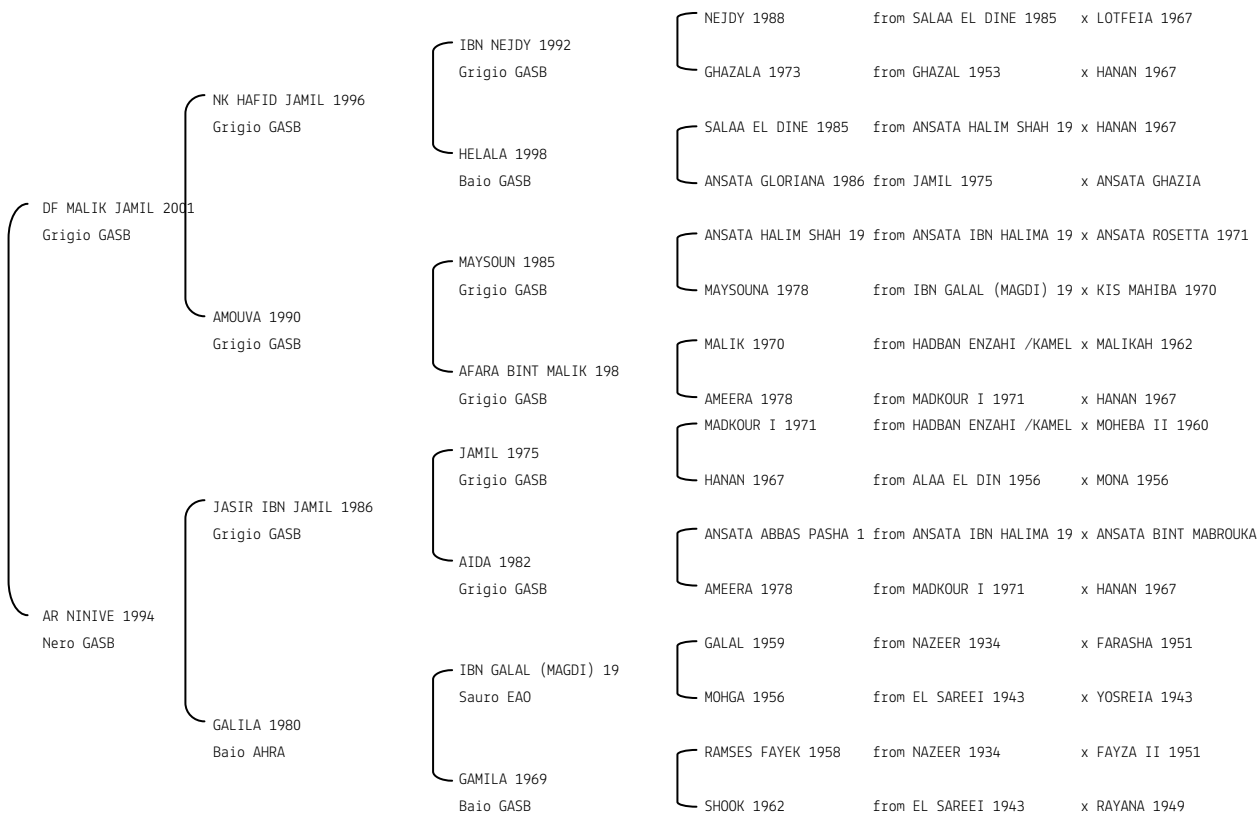 NEJDY 1988 from SALAA EL DINE 1985 x LOTFEIA 1967
IBN NEJDY 1992
Grigio GASB GHAZALA 1973 from GHAZAL 1953 x HANAN 1967
NK HAFID JAMIL 1996
Grigio GASB SALAA EL DINE 1985 from ANSATA HALIM SHAH 19 x HANAN 1967
HELALA 1998
Baio GASB ANSATA GLORIANA 1986 from JAMIL 1975 x ANSATA GHAZIA
DF MALIK JAMIL 2001
Grigio GASB ANSATA HALIM SHAH 19 from ANSATA IBN HALIMA 19 x ANSATA ROSETTA 1971
MAYSOUN 1985
Grigio GASB MAYSOUNA 1978 from IBN GALAL (MAGDI) 19 x KIS MAHIBA 1970
AMOUVA 1990
Grigio GASB MALIK 1970 from HADBAN ENZAHI /KAMEL x MALIKAH 1962
AFARA BINT MALIK 198
Grigio GASB AMEERA 1978 from MADKOUR I 1971 x HANAN 1967
MADKOUR I 1971 from HADBAN ENZAHI /KAMEL x MOHEBA II 1960
JAMIL 1975
Grigio GASB HANAN 1967 from ALAA EL DIN 1956 x MONA 1956
JASIR IBN JAMIL 1986
Grigio GASB ANSATA ABBAS PASHA 1 from ANSATA IBN HALIMA 19 x ANSATA BINT MABROUKA
AIDA 1982
Grigio GASB AMEERA 1978 from MADKOUR I 1971 x HANAN 1967
AR NINIVE 1994
Nero GASB GALAL 1959 from NAZEER 1934 x FARASHA 1951
IBN GALAL (MAGDI) 19
Sauro EAO MOHGA 1956 from EL SAREEI 1943 x YOSREIA 1943
GALILA 1980
Baio AHRA RAMSES FAYEK 1958 from NAZEER 1934 x FAYZA II 1951
GAMILA 1969
Baio GASB SHOOK 1962 from EL SAREEI 1943 x RAYANA 1949